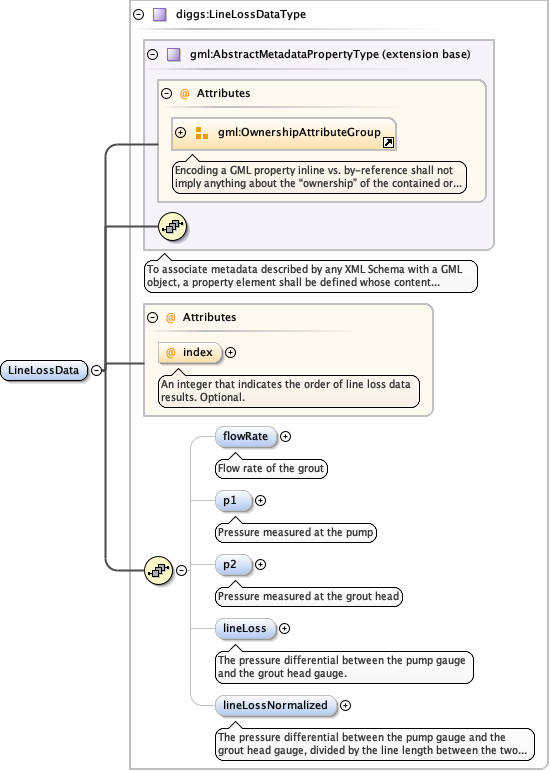 diggs:LineLossDataType
gml:AbstractMetadataPropertyType (extension base)
@ Attributes
gml:OwnershipAttributeGroup
Encoding a GML property inline vs. by-reference shall not
imply anything about the “ownership” of the contained or...
To associate metadata described by any XML Schema with a GML
object, a property element shall be defined whose content...
@ Attributes
@ index
An integer that indicates the order of line loss data
results. Optional.
LineLossData
flowRate
Flow rate of the grout
p1
Pressure measured at the pump
p2
Pressure measured at the grout head
lineLoss
The pressure differential between the pump gauge
and the grout head gauge.
lineLossNormalized
The pressure differential between the pump gauge and the
grout head gauge, divided by the line length between the two...